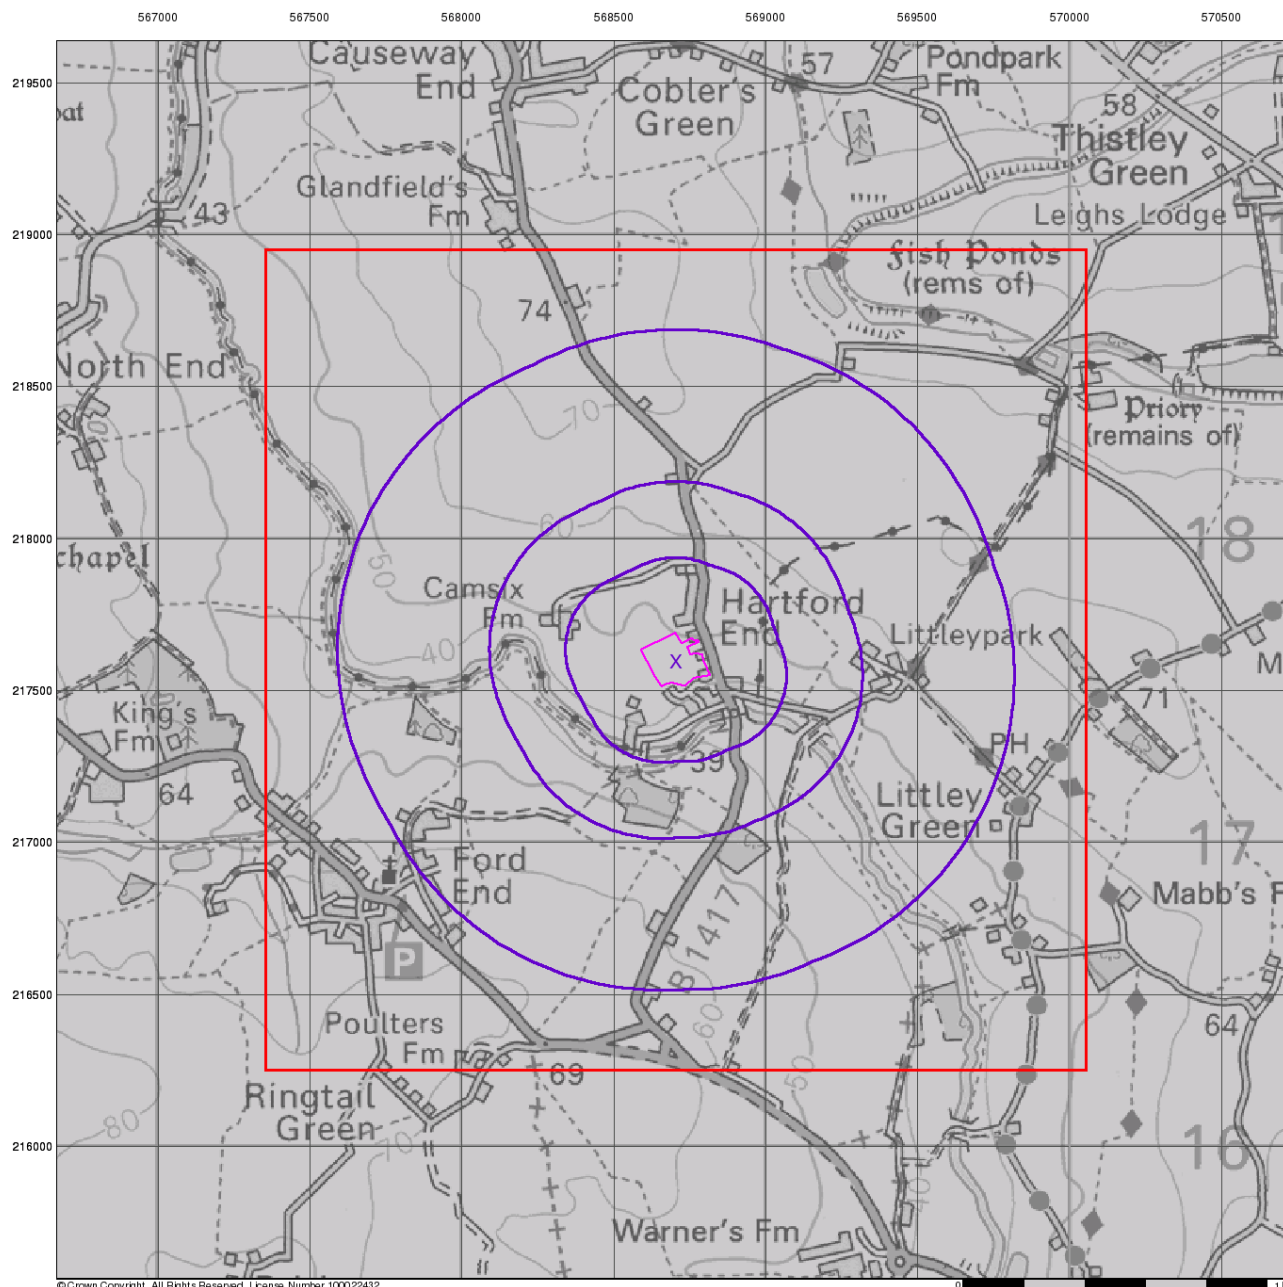 567000 567500 568000 568500 569000 569500 570000 570500
219500
219000
218500
218000
217500
217000
216500
216000
Causeway
End
57
Pondpark
Fm
Cobler's
Green
58
Thistley
Green
Glandfield's
Fm
43
Leighs Lodge
Fish Ponds
(rems of)
74
North End
70
Priory
(remains of)
60
50
18
chapel
Camsix
Fm
Hartford
End
Littleypark
40
X
M
71
King's
Fm
PH
39
64
Littley
Green
17
Ford
End
Mabb's F
B 1417
P
60
Poulters
Fm
64
69
50
Ringtail
Green
80
70
16
40
Warner's Fm
© Crown Copyright. All Rights Reserved. License Number 100022432
0